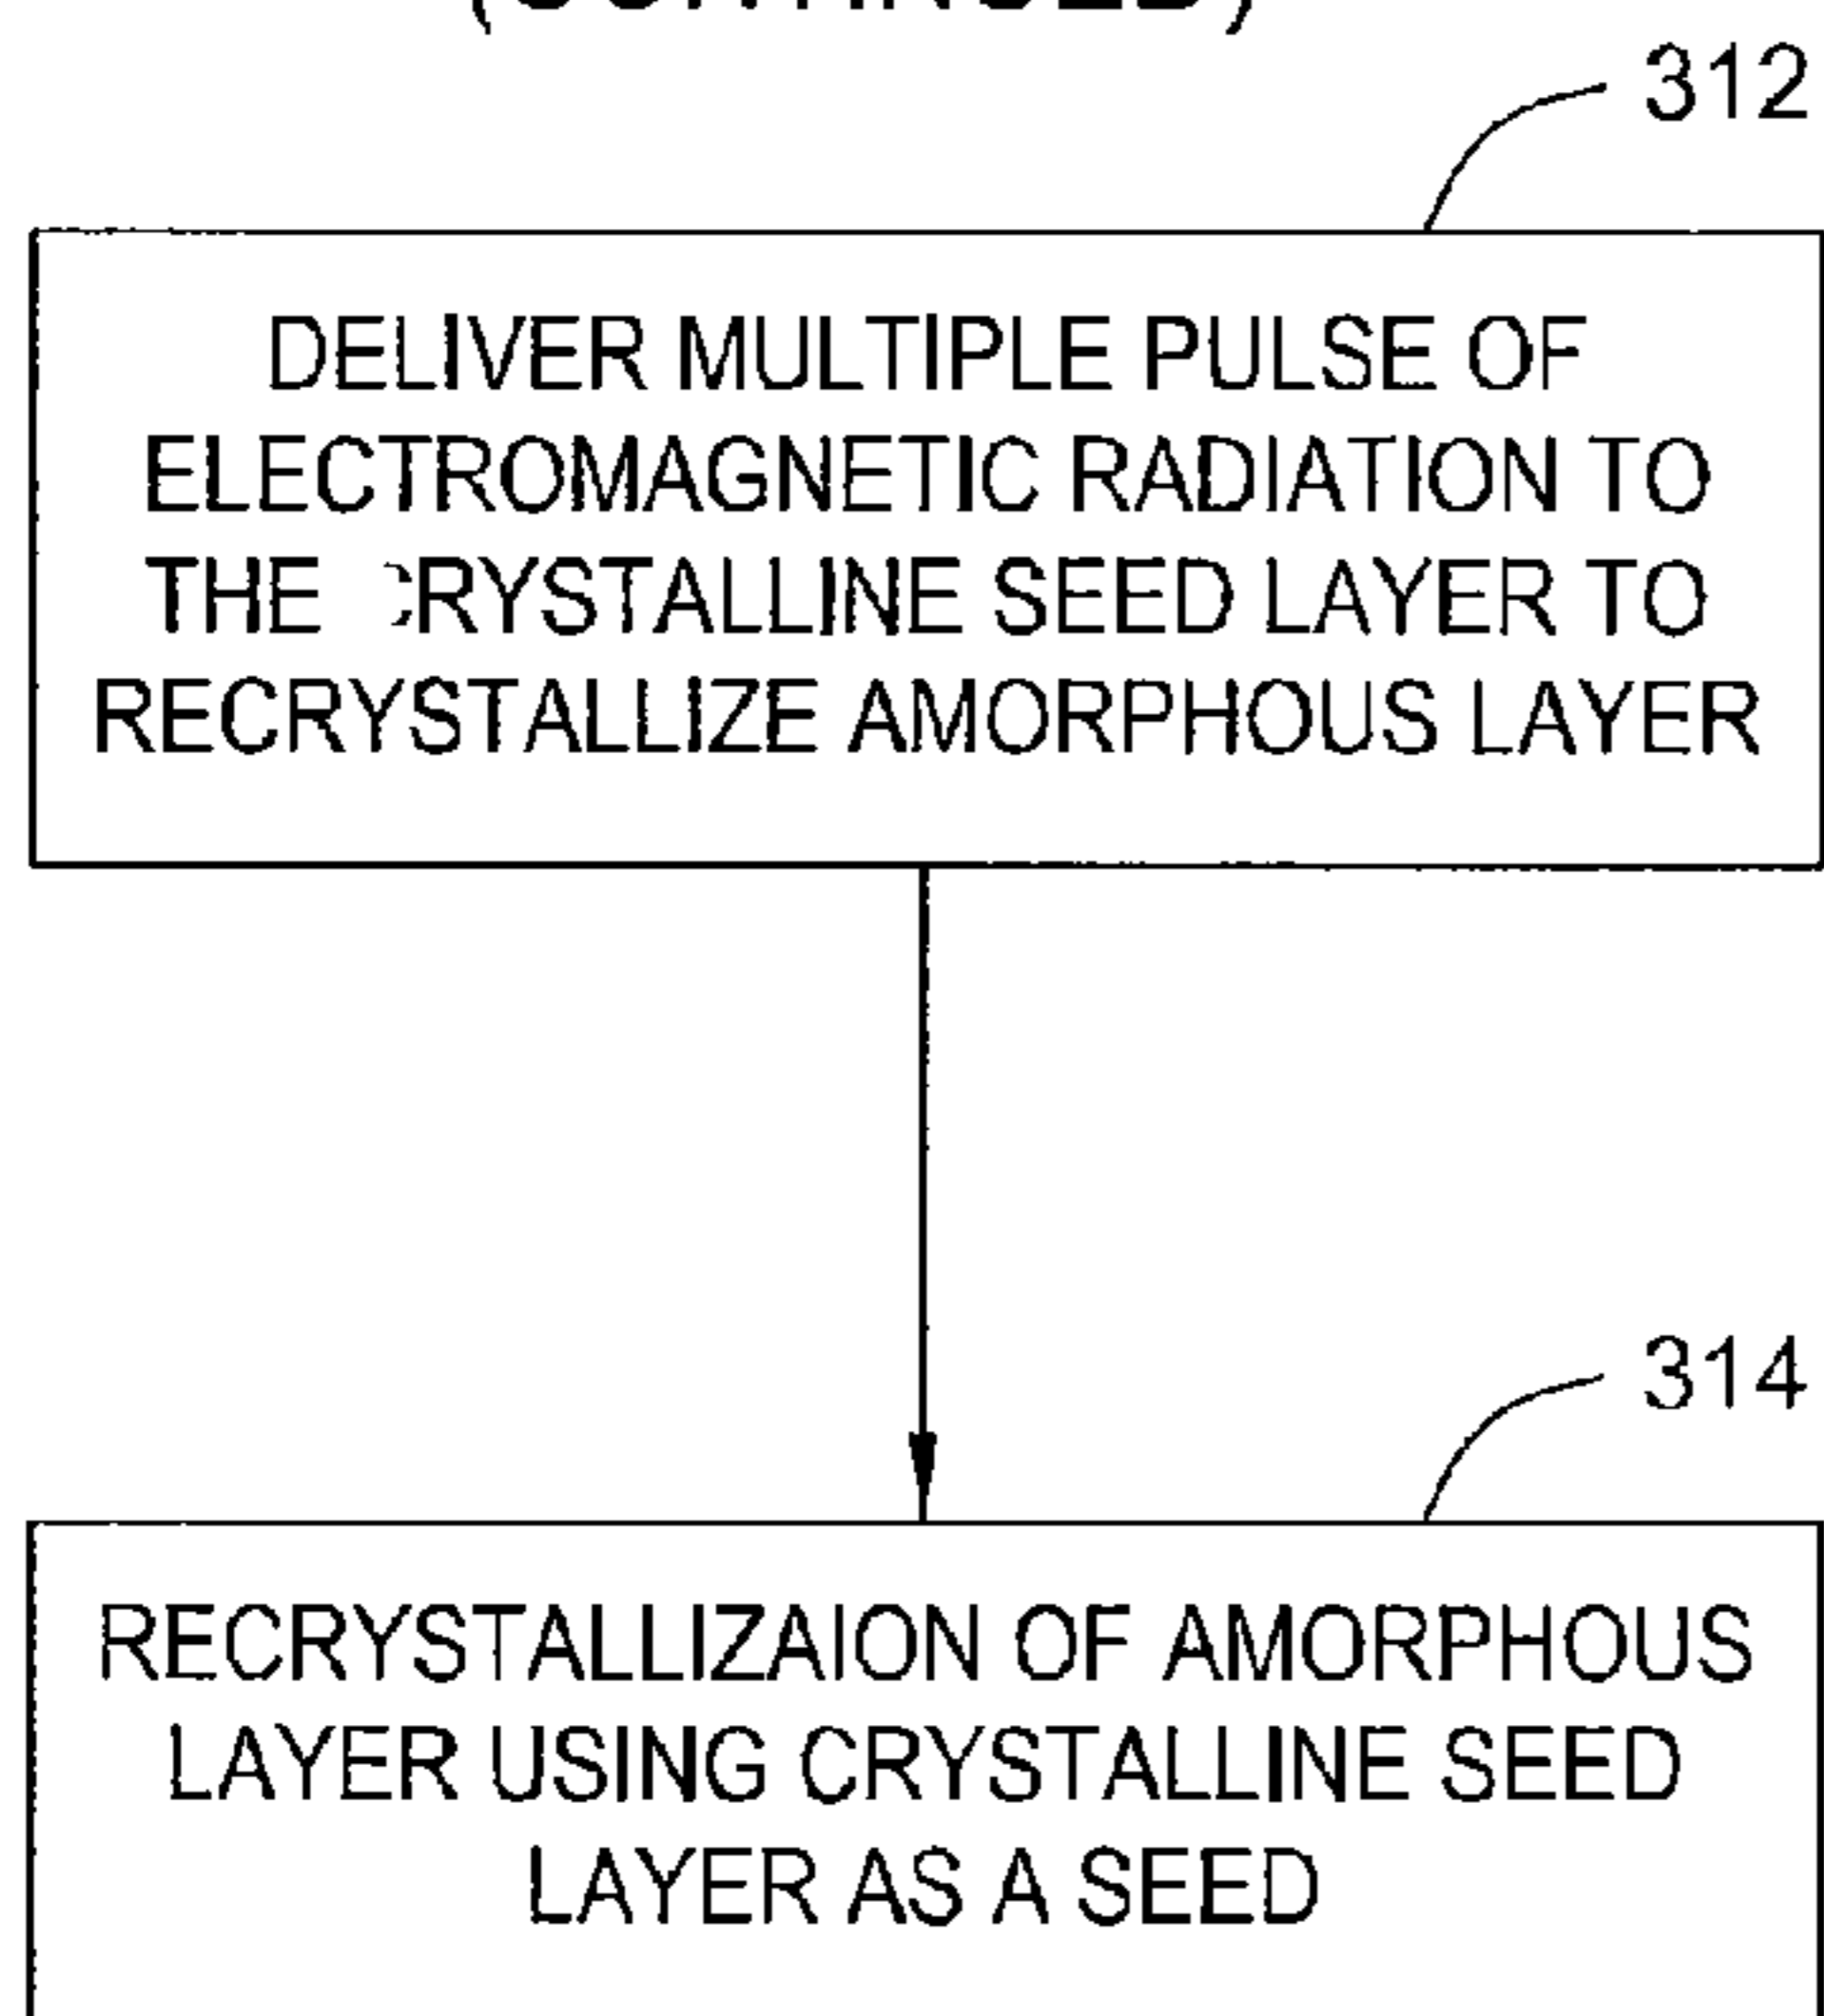 (CONTINUED)
312
DELIVER MULTIPLE PULSE OF
ELECTROMAGNETIC RADIATION TO
THE CRYSTALLINE SEED LAYER TO
RECRYSTALLIZE AMORPHOUS LAYER
314
RECRYSTALLIZAION OF AMORPHOUS
LAYER USING CRYSTALLINE SEED
LAYER AS A SEED